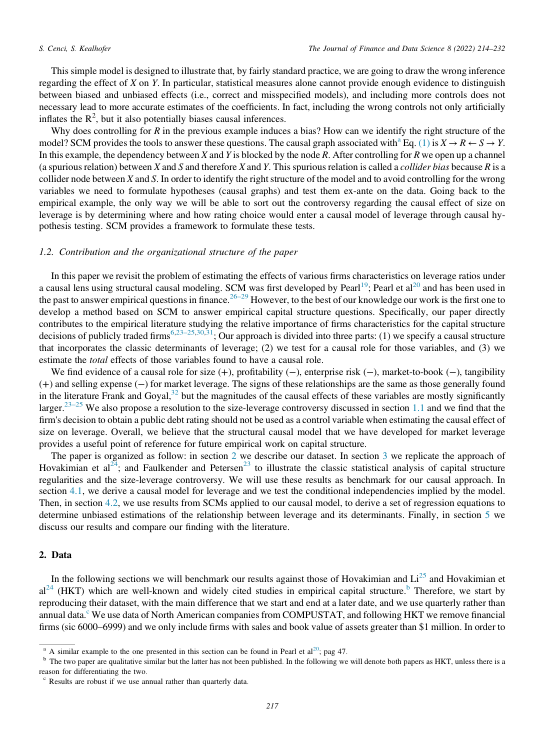 S. Cenci, S. Kealhofer
The Journal of Finance and Data Science 8 (2022) 214–232
This simple model is designed to illustrate that, by fairly standard practice, we are going to draw the wrong inference
regarding the effect of X on Y. In particular, statistical measures alone cannot provide enough evidence to distinguish
between biased and unbiased effects (i.e., correct and misspecified models), and including more controls does not
necessary lead to more accurate estimates of the coefficients. In fact, including the wrong controls not only artificially
inflates the R², but it also potentially biases causal inferences.
Why does controlling for R in the previous example induces a bias? How can we identify the right structure of the
model? SCM provides the tools to answer these questions. The causal graph associated withᵃ Eq. (1) is X → R ← S → Y.
In this example, the dependency between X and Y is blocked by the node R. After controlling for R we open up a channel
(a spurious relation) between X and S and therefore X and Y. This spurious relation is called a collider bias because R is a
collider node between X and S. In order to identify the right structure of the model and to avoid controlling for the wrong
variables we need to formulate hypotheses (causal graphs) and test them ex-ante on the data. Going back to the
empirical example, the only way we will be able to sort out the controversy regarding the causal effect of size on
leverage is by determining where and how rating choice would enter a causal model of leverage through causal hy-
pothesis testing. SCM provides a framework to formulate these tests.
1.2. Contribution and the organizational structure of the paper
In this paper we revisit the problem of estimating the effects of various firms characteristics on leverage ratios under
a causal lens using structural causal modeling. SCM was first developed by Pearl¹⁹; Pearl et al²⁰ and has been used in
the past to answer empirical questions in finance.²⁶⁻²⁹ However, to the best of our knowledge our work is the first one to
develop a method based on SCM to answer empirical capital structure questions. Specifically, our paper directly
contributes to the empirical literature studying the relative importance of firms characteristics for the capital structure
decisions of publicly traded firms⁶,²³⁻²⁵,³⁰,³¹; Our approach is divided into three parts: (1) we specify a causal structure
that incorporates the classic determinants of leverage; (2) we test for a causal role for those variables, and (3) we
estimate the total effects of those variables found to have a causal role.
We find evidence of a causal role for size (+), profitability (−), enterprise risk (−), market-to-book (−), tangibility
(+) and selling expense (−) for market leverage. The signs of these relationships are the same as those generally found
in the literature Frank and Goyal,³² but the magnitudes of the causal effects of these variables are mostly significantly
larger.²³⁻²⁵ We also propose a resolution to the size-leverage controversy discussed in section 1.1 and we find that the
firm's decision to obtain a public debt rating should not be used as a control variable when estimating the causal effect of
size on leverage. Overall, we believe that the structural causal model that we have developed for market leverage
provides a useful point of reference for future empirical work on capital structure.
The paper is organized as follow: in section 2 we describe our dataset. In section 3 we replicate the approach of
Hovakimian et al²⁴; and Faulkender and Petersen²³ to illustrate the classic statistical analysis of capital structure
regularities and the size-leverage controversy. We will use these results as benchmark for our causal approach. In
section 4.1, we derive a causal model for leverage and we test the conditional independencies implied by the model.
Then, in section 4.2, we use results from SCMs applied to our causal model, to derive a set of regression equations to
determine unbiased estimations of the relationship between leverage and its determinants. Finally, in section 5 we
discuss our results and compare our finding with the literature.
2. Data
In the following sections we will benchmark our results against those of Hovakimian and Li²⁵ and Hovakimian et
al²⁴ (HKT) which are well-known and widely cited studies in empirical capital structure.ᵇ Therefore, we start by
reproducing their dataset, with the main difference that we start and end at a later date, and we use quarterly rather than
annual data.ᶜ We use data of North American companies from COMPUSTAT, and following HKT we remove financial
firms (sic 6000–6999) and we only include firms with sales and book value of assets greater than $1 million. In order to
ᵃ A similar example to the one presented in this section can be found in Pearl et al²⁰; pag 47.
ᵇ The two paper are qualitative similar but the latter has not been published. In the following we will denote both papers as HKT, unless there is a
reason for differentiating the two.
ᶜ Results are robust if we use annual rather than quarterly data.
217